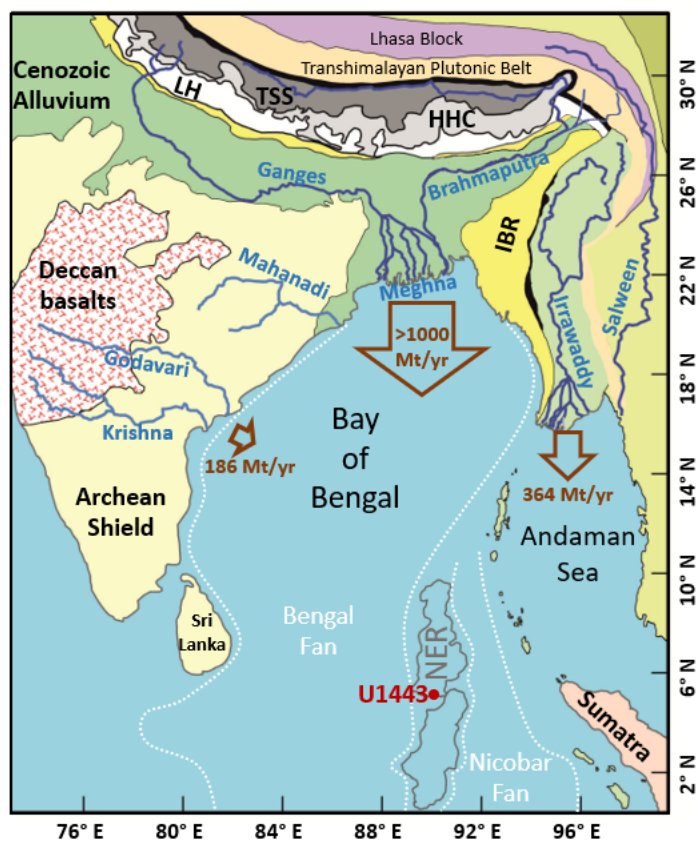 Lhasa Block
Transhimalayan Plutonic Belt
Cenozoic
Alluvium
LH
TSS
HHC
30° N
Ganges
Brahmaputra
26° N
IBR
Deccan
basalts
Mahanadi
Meghna
22° N
Salween
Irrawaddy
>1000
Mt/yr
Godavari
18° N
Krishna
Bay
of
Bengal
186 Mt/yr
364 Mt/yr
14° N
Archean
Shield
Andaman
Sea
10° N
Sri
Lanka
Bengal
Fan
NER
6° N
U1443
Sumatra
Nicobar
Fan
2° N
76° E 80° E 84° E 88° E 92° E 96° E